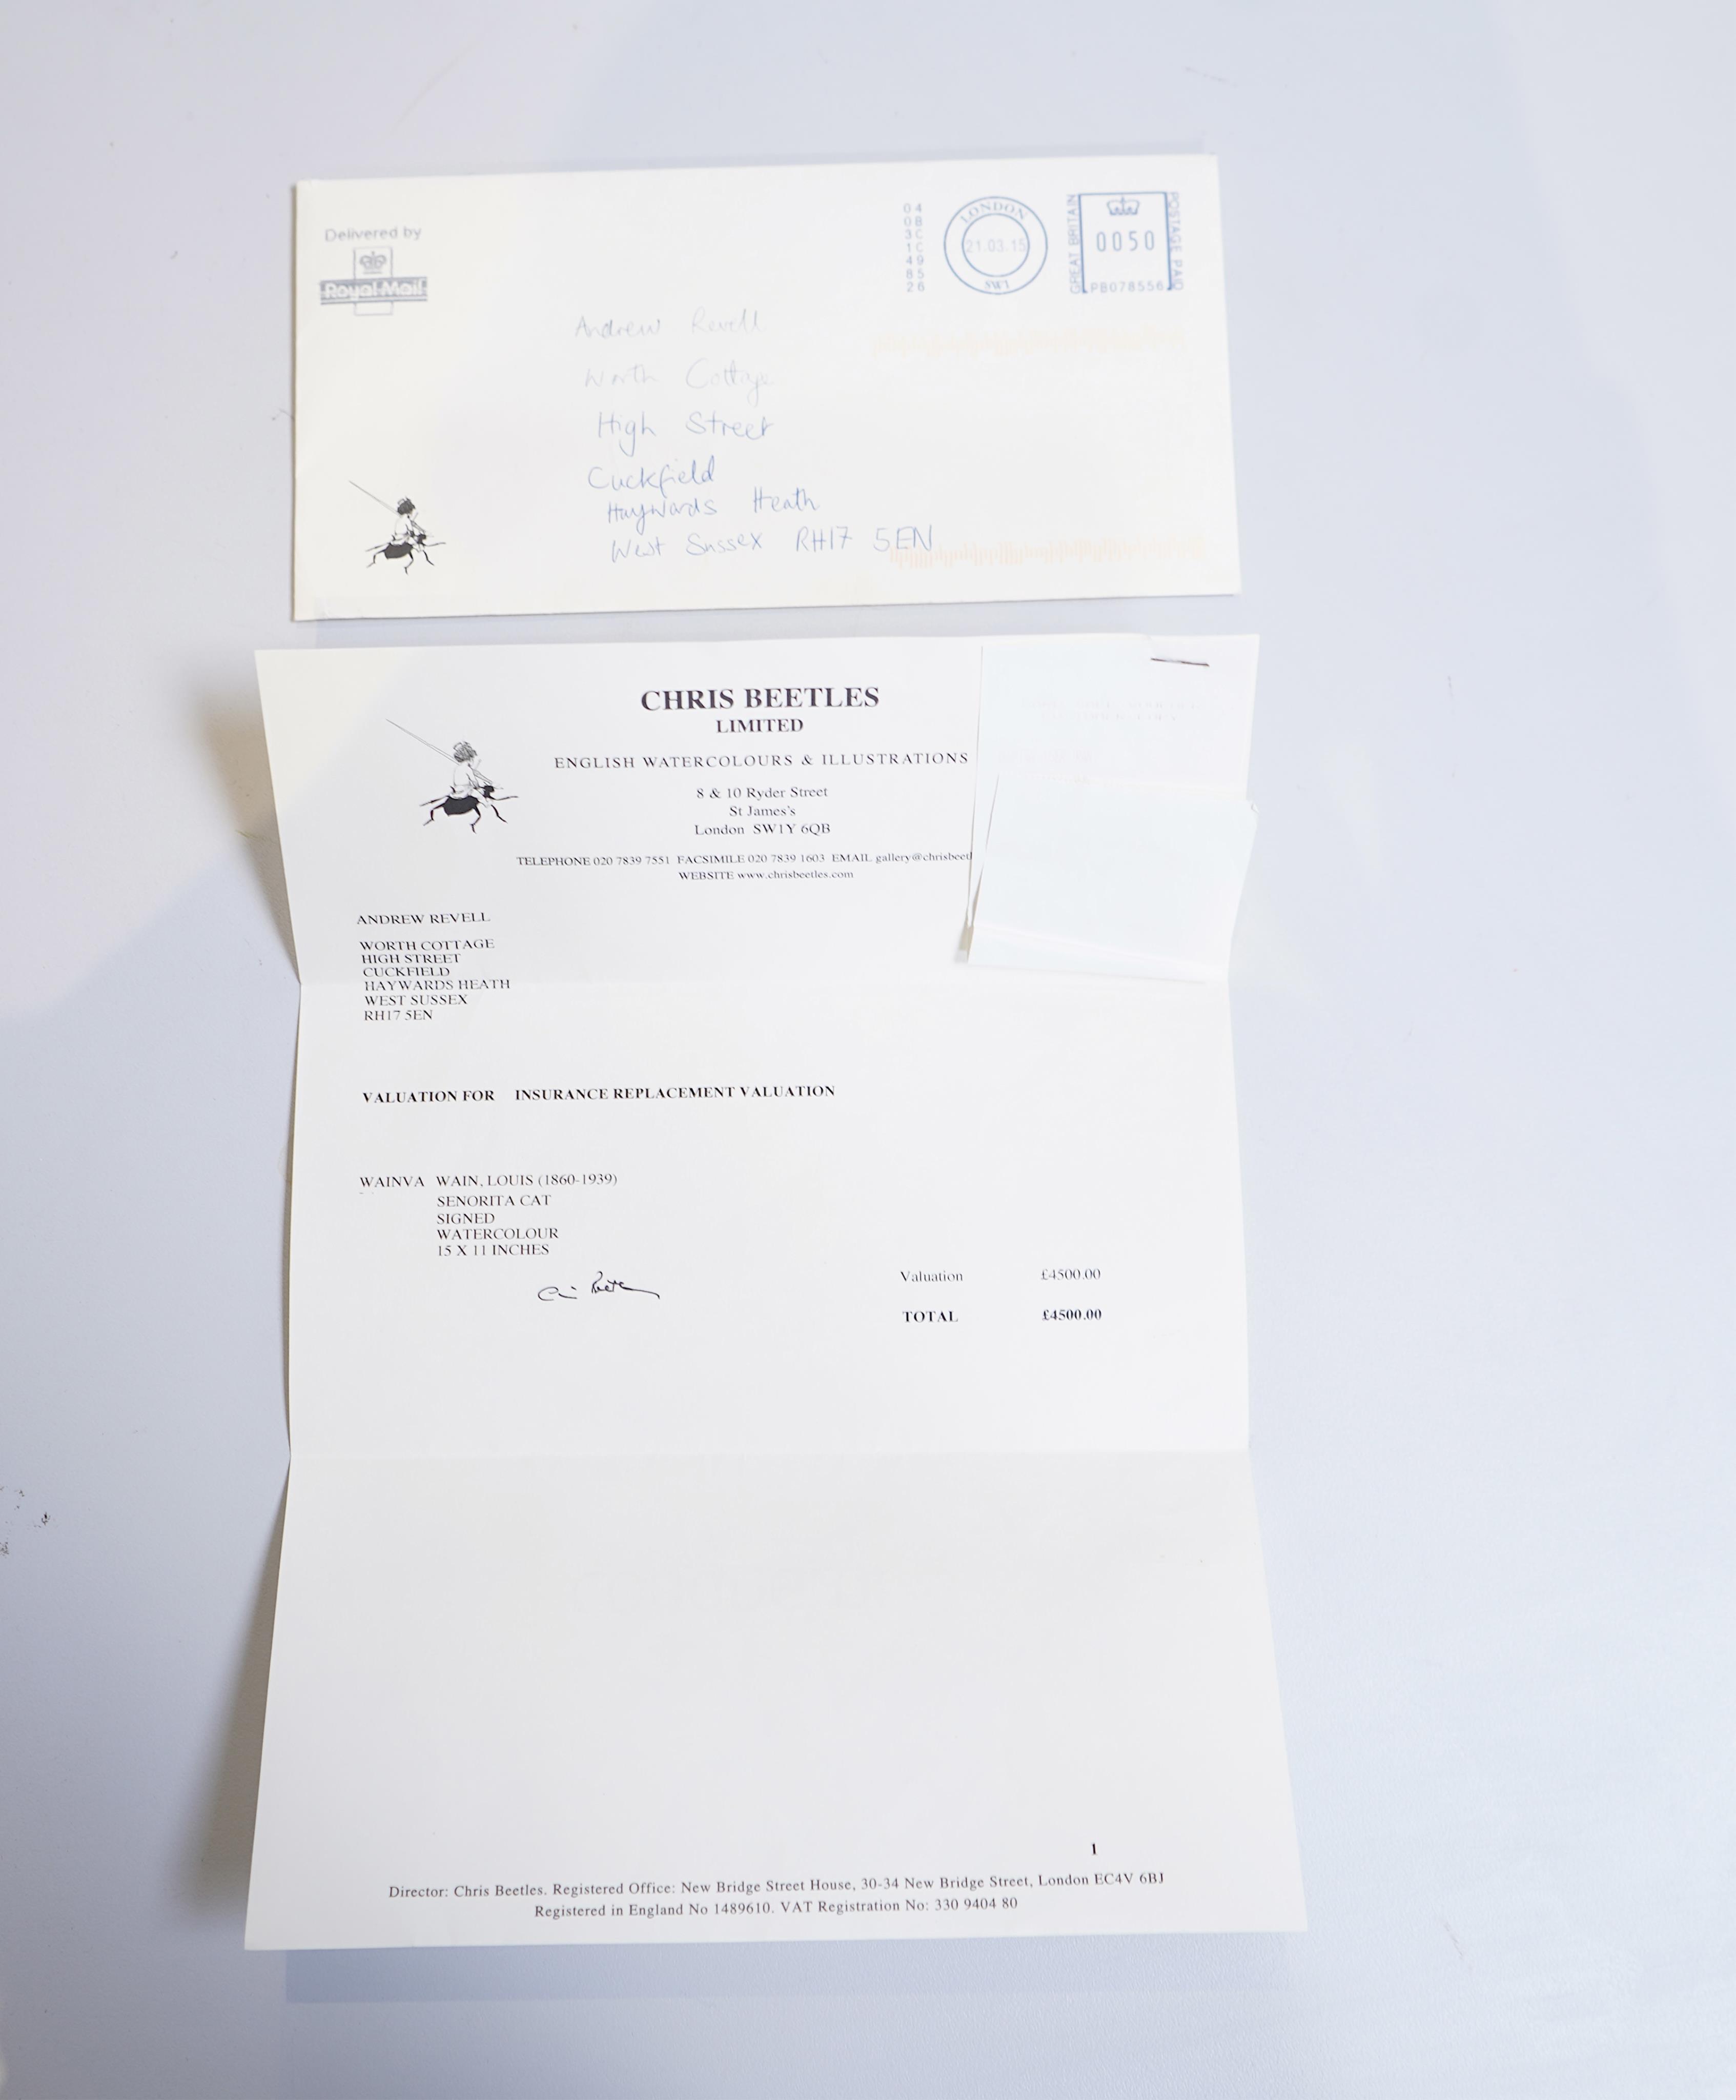 Delivered by
Royal Mail
04
08
3C
1C
49
85
26
LONDON
21.03.15
SW1
GREAT BRITAIN
0050
PB078556
POSTAGE PAID
Andrew Revell
Worth Cottage
High Street
Cuckfield
Haywards Heath
West Sussex RH17 5EN
CHRIS BEETLES
LIMITED
ENGLISH WATERCOLOURS & ILLUSTRATIONS
8 & 10 Ryder Street
St James's
London SW1Y 6QB
TELEPHONE 020 7839 7551 FACSIMILE 020 7839 1603 EMAIL gallery@chrisbeetl
WEBSITE www.chrisbeetles.com
ANDREW REVELL
WORTH COTTAGE
HIGH STREET
CUCKFIELD
HAYWARDS HEATH
WEST SUSSEX
RH17 5EN
VALUATION FOR INSURANCE REPLACEMENT VALUATION
WAINVA WAIN, LOUIS (1860-1939)
SENORITA CAT
SIGNED
WATERCOLOUR
15 X 11 INCHES
Valuation £4500.00
TOTAL £4500.00
1
Director: Chris Beetles. Registered Office: New Bridge Street House, 30-34 New Bridge Street, London EC4V 6BJ
Registered in England No 1489610. VAT Registration No: 330 9404 80